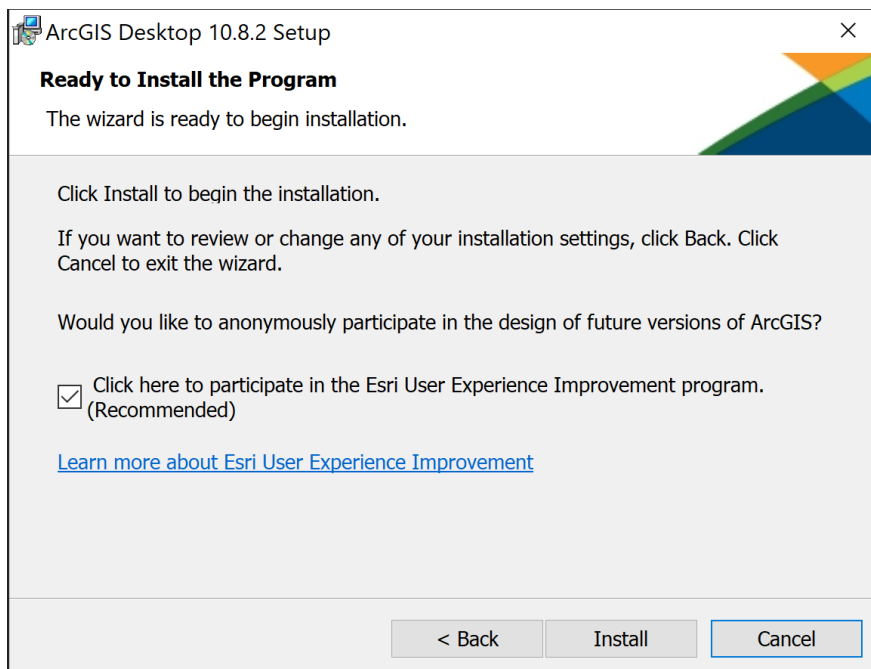 ArcGIS Desktop 10.8.2 Setup
Ready to Install the Program
The wizard is ready to begin installation.
Click Install to begin the installation.
If you want to review or change any of your installation settings, click Back. Click
Cancel to exit the wizard.
Would you like to anonymously participate in the design of future versions of ArcGIS?
Click here to participate in the Esri User Experience Improvement program.
(Recommended)
Learn more about Esri User Experience Improvement
< Back
Install
Cancel